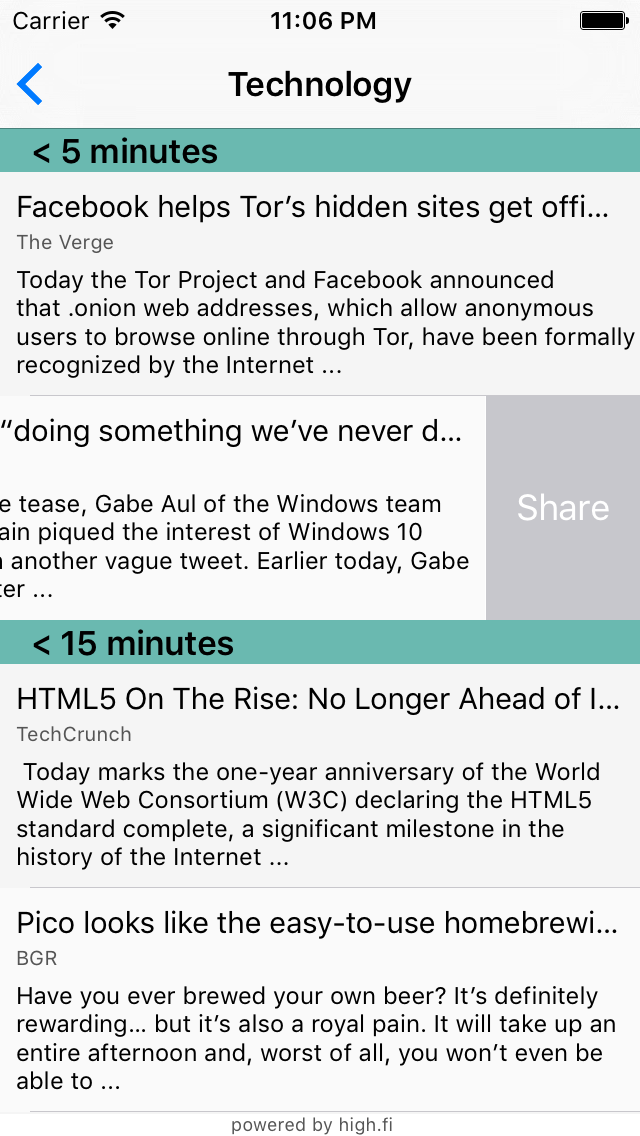 Carrier 11:06 PM
Technology
< 5 minutes
Facebook helps Tor’s hidden sites get offi...
The Verge
Today the Tor Project and Facebook announced
that .onion web addresses, which allow anonymous
users to browse online through Tor, have been formally
recognized by the Internet ...
“doing something we’ve never d...
e tease, Gabe Aul of the Windows team
ain piqued the interest of Windows 10
another vague tweet. Earlier today, Gabe
ter ...
Share
< 15 minutes
HTML5 On The Rise: No Longer Ahead of I...
TechCrunch
Today marks the one-year anniversary of the World
Wide Web Consortium (W3C) declaring the HTML5
standard complete, a significant milestone in the
history of the Internet ...
Pico looks like the easy-to-use homebrewi...
BGR
Have you ever brewed your own beer? It’s definitely
rewarding... but it’s also a royal pain. It will take up an
entire afternoon and, worst of all, you won’t even be
able to ...
powered by high.fi